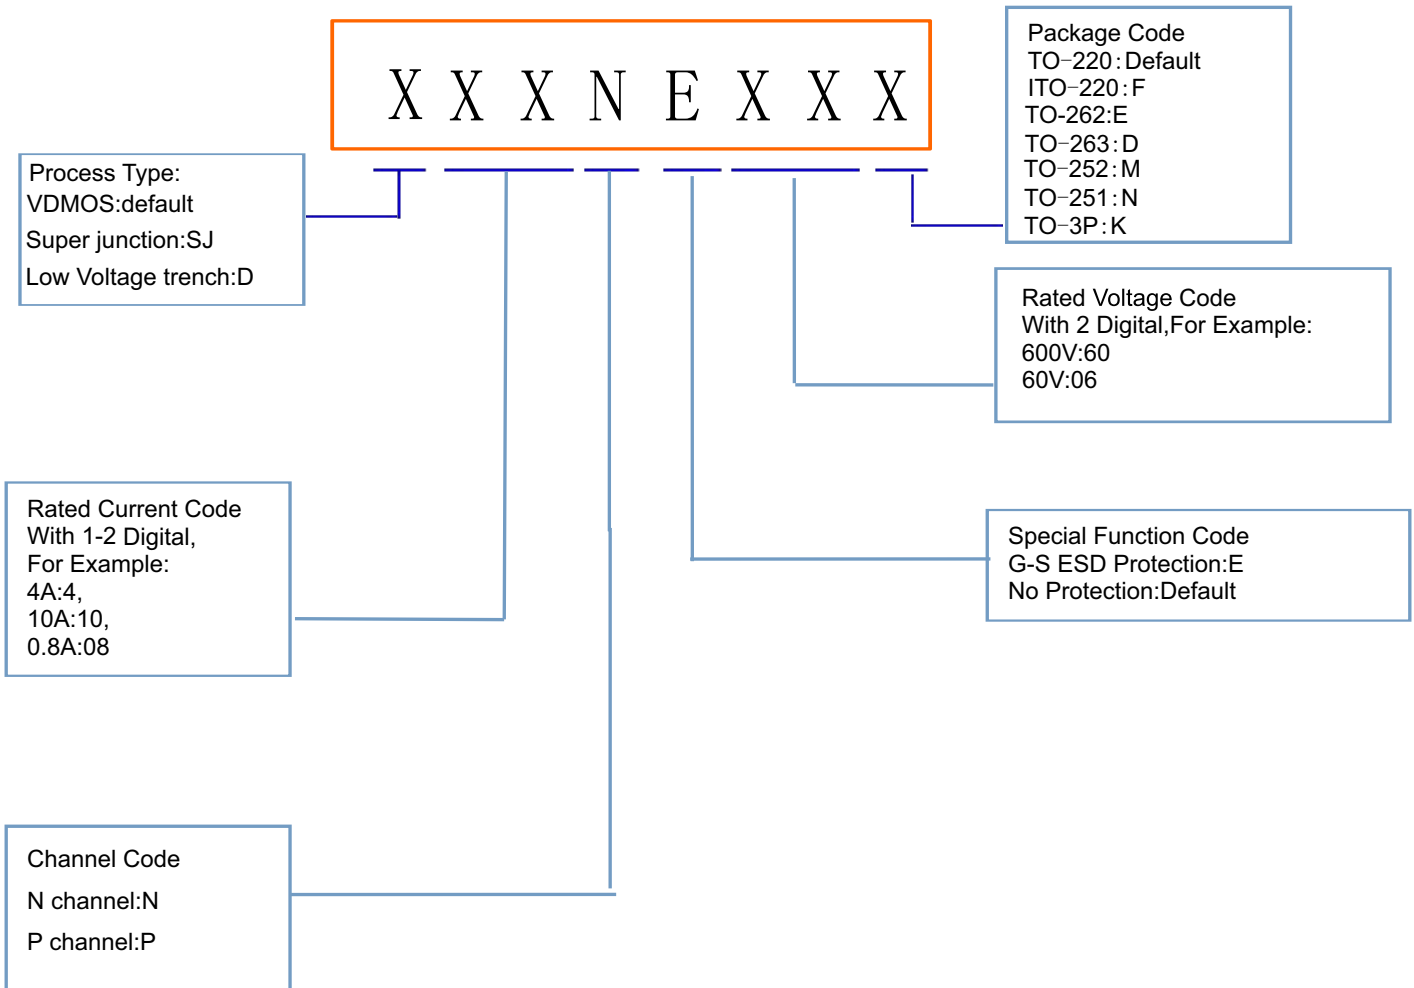 X X X N E X X X
Package Code
TO-220:Default
ITO-220:F
TO-262:E
TO-263:D
TO-252:M
TO-251:N
TO-3P:K
Process Type:
VDMOS:default
Super junction:SJ
Low Voltage trench:D
Rated Voltage Code
With 2 Digital,For Example:
600V:60
60V:06
Rated Current Code
With 1-2 Digital,
For Example:
4A:4,
10A:10,
0.8A:08
Special Function Code
G-S ESD Protection:E
No Protection:Default
Channel Code
N channel:N
P channel:P